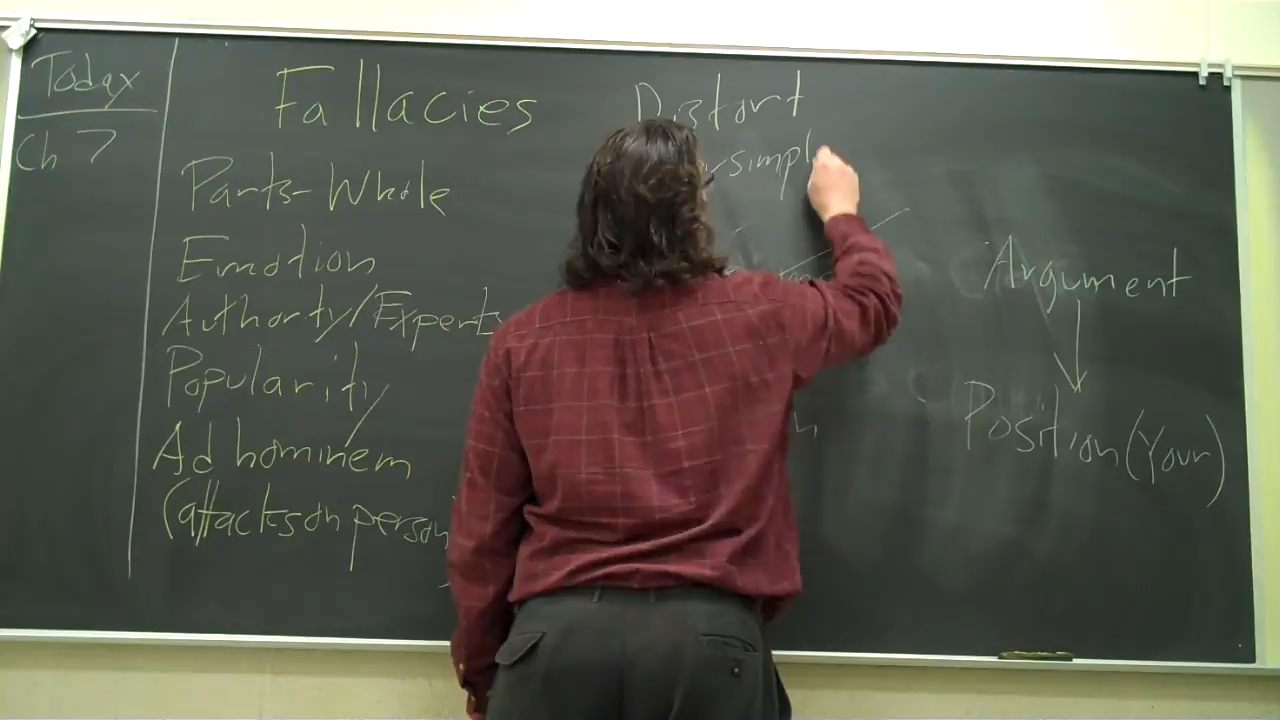 Today
Ch 7
Fallacies
Parts-Whole
Emotion
Authority/Experts
Popularity
Ad hominem
(attacks on person
Distort
Argument
Position (Your)